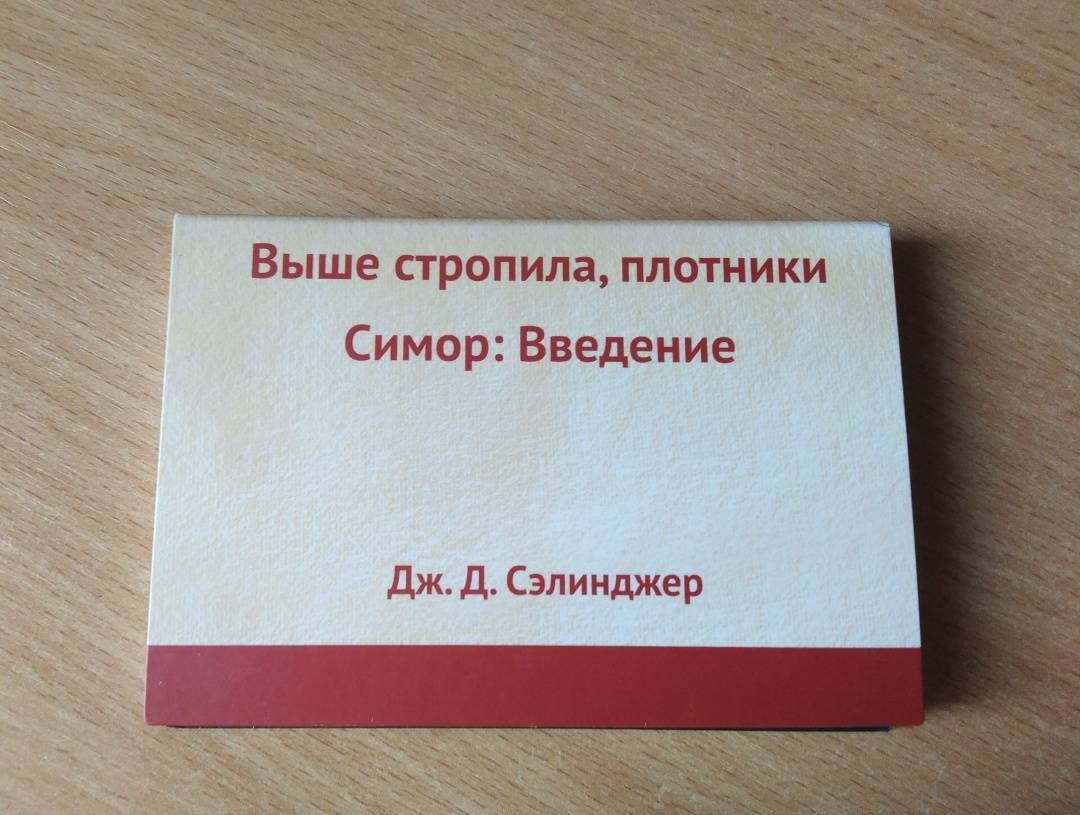 Выше стропила, плотники
Симор: Введение
Дж. Д. Сэлинджер